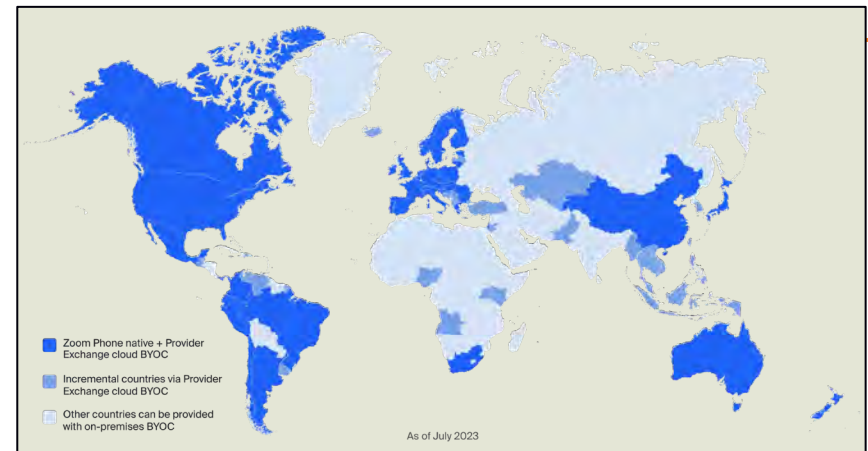 Zoom Phone native + Provider
Exchange cloud BYOC
Incremental countries via Provider
Exchange cloud BYOC
Other countries can be provided
with on-premises BYOC
As of July 2023